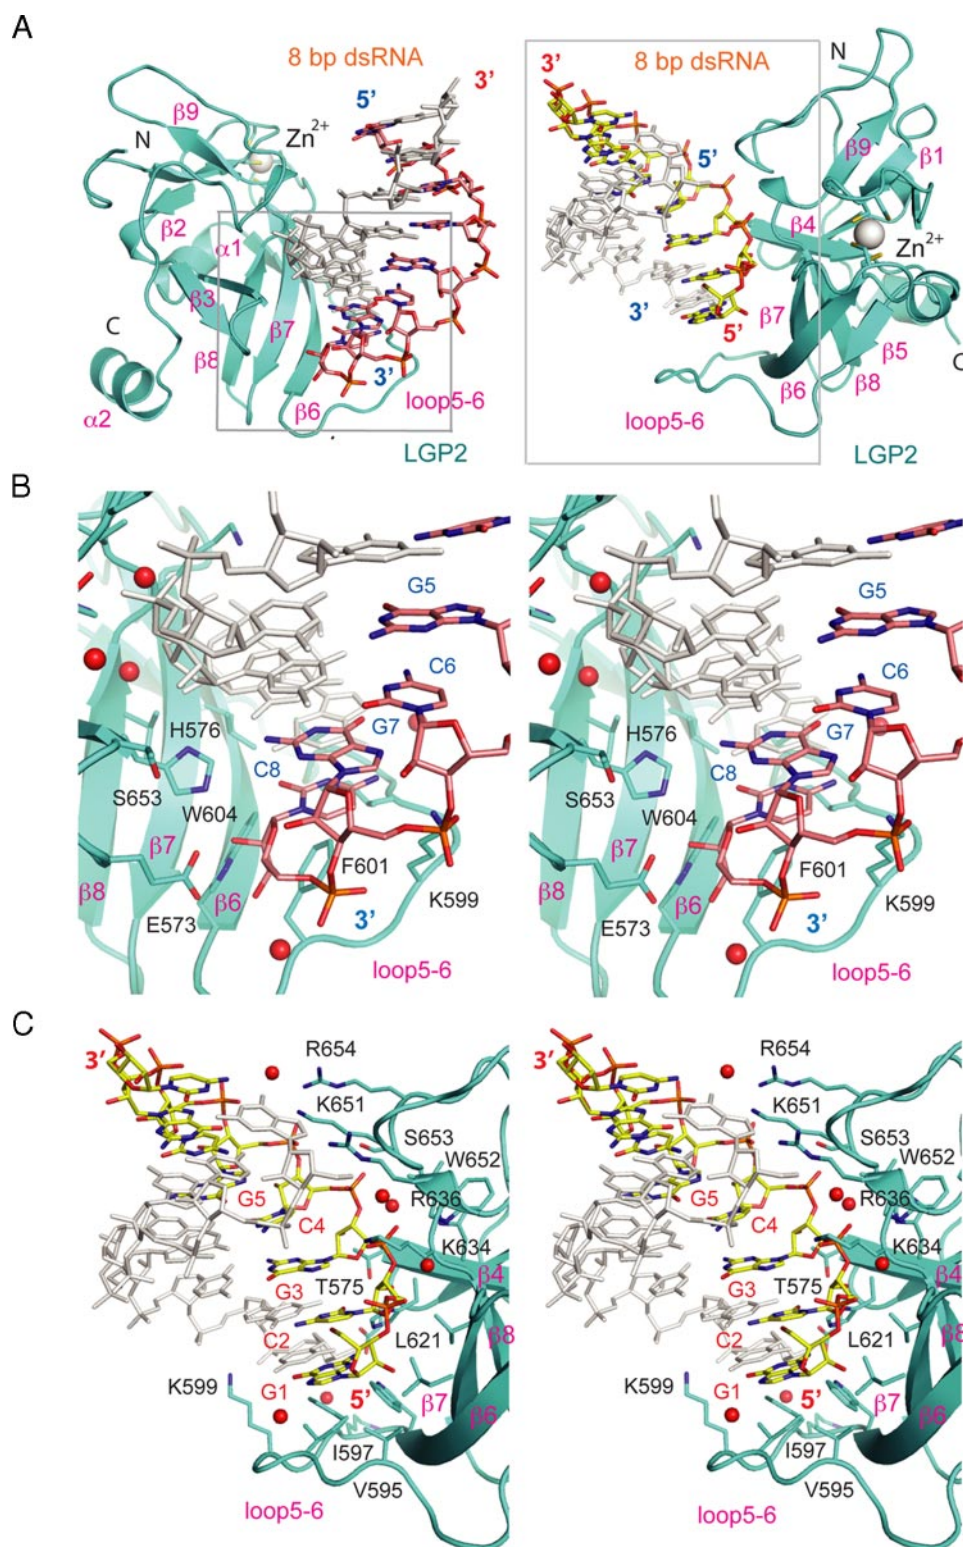 A
8 bp dsRNA
5’
3’
β9
N
Zn2+
β2
α1
β3
β7
C
β8
3’
α2
β6
loop5-6
LGP2
3’
8 bp dsRNA
N
5’
β9
β1
β4
Zn2+
3’
5’
β7
C
β5
β6
β8
loop5-6
LGP2
B
G5
C6
H576
G7
C8
S653
W604
β7
β8
β6
F601
K599
E573
3’
loop5-6
G5
C6
H576
G7
C8
S653
W604
β7
β8
β6
F601
K599
E573
3’
loop5-6
C
3’
R654
K651
S653
W652
G5
R636
C4
K634
β4
G3
T575
β8
C2
L621
K599
G1
5’
β7
β6
I597
V595
loop5-6
3’
R654
K651
S653
W652
G5
R636
C4
K634
β4
G3
T575
β8
C2
L621
K599
G1
5’
β7
β6
I597
V595
loop5-6